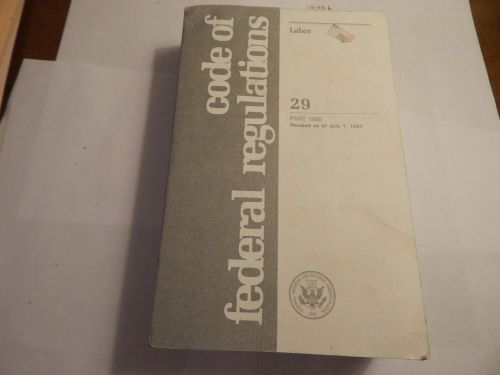 code of
federal regulations
Labor
29
PART 1926
Revised as of July 1, 1994